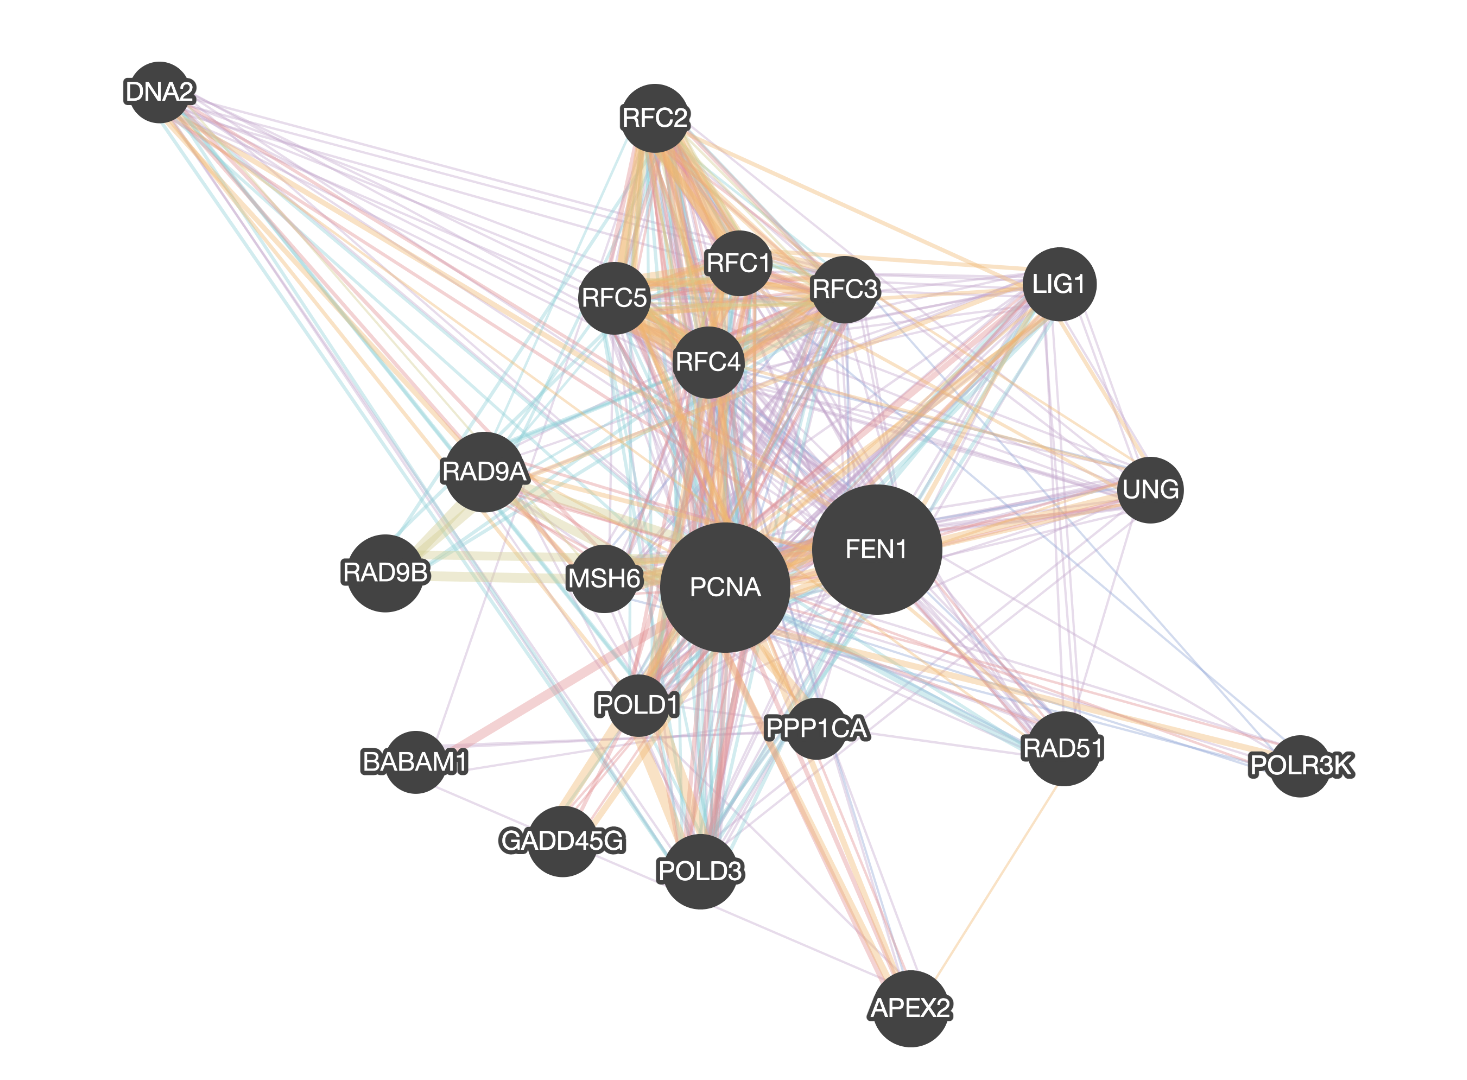 DNA2
RFC2
RFC1
RFC5
RFC3
LIG1
RFC4
RAD9A
UNG
FEN1
RAD9B
MSH6
PCNA
POLD1
PPP1CA
RAD51
BABAM1
POLR3K
GADD45G
POLD3
APEX2